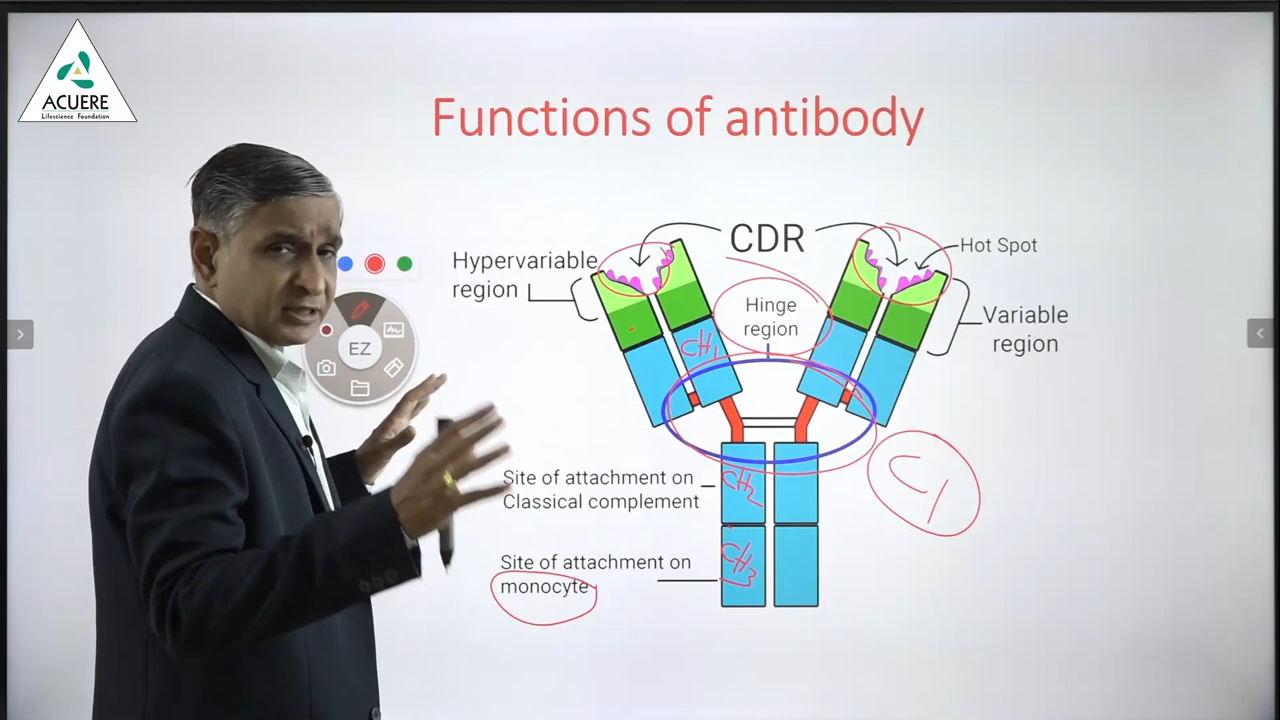 ACUERE
Lifescience Foundation
Functions of antibody
CDR
Hypervariable
region
Hot Spot
Hinge
region
Variable
region
EZ
CH1
Site of attachment on
Classical complement
CH2
C1
Site of attachment on
monocyte
CH3